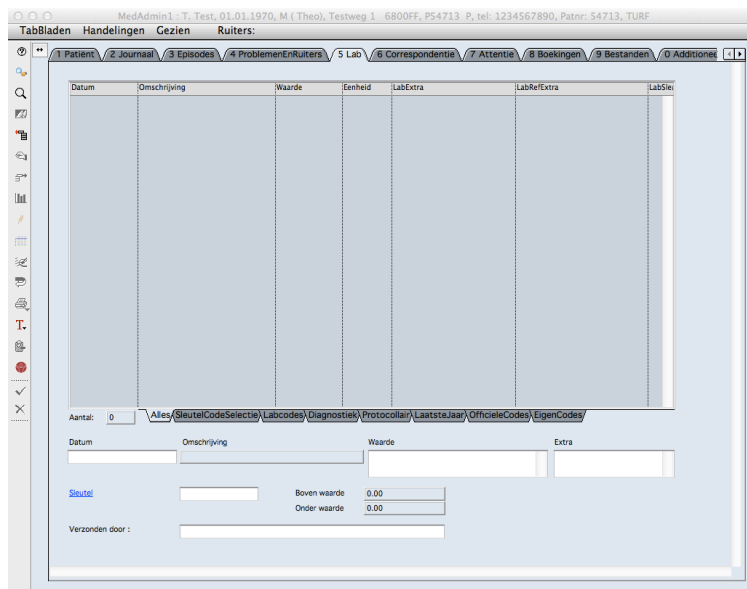 MedAdmin1 : T. Test, 01.01.1970, M ( Theo), Testweg 1 6800FF, P54713 P, tel: 1234567890, Patnr: 54713, TURF
TabBladen Handelingen Gezien Ruiters:
1 Patiënt 2 Journaal 3 Episodes 4 ProblemenEnRuiters 5 Lab 6 Correspondentie 7 Attentie 8 Boekingen 9 Bestanden 0 Additionee
Datum Omschrijving Waarde Eenheid LabExtra LabRefExtra LabSleu
Aantal: 0 Alles SleutelCodeSelectie Labcodes Diagnostiek Protocollair LaatsteJaar OfficieleCodes EigenCodes
Datum Omschrijving Waarde Extra
Sleutel Boven waarde 0.00
Onder waarde 0.00
Verzonden door :